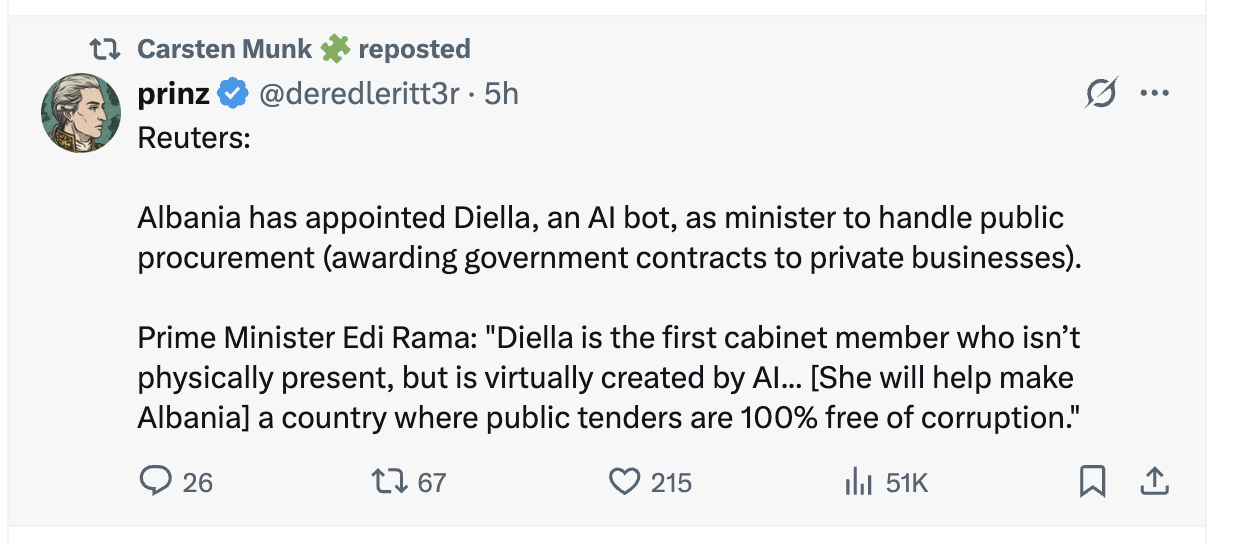 Carsten Munk 🧩 reposted
prinz @deredleritt3r · 5h
Reuters:
Albania has appointed Diella, an AI bot, as minister to handle public
procurement (awarding government contracts to private businesses).
Prime Minister Edi Rama: "Diella is the first cabinet member who isn’t
physically present, but is virtually created by AI... [She will help make
Albania] a country where public tenders are 100% free of corruption."
26 67 215 51K